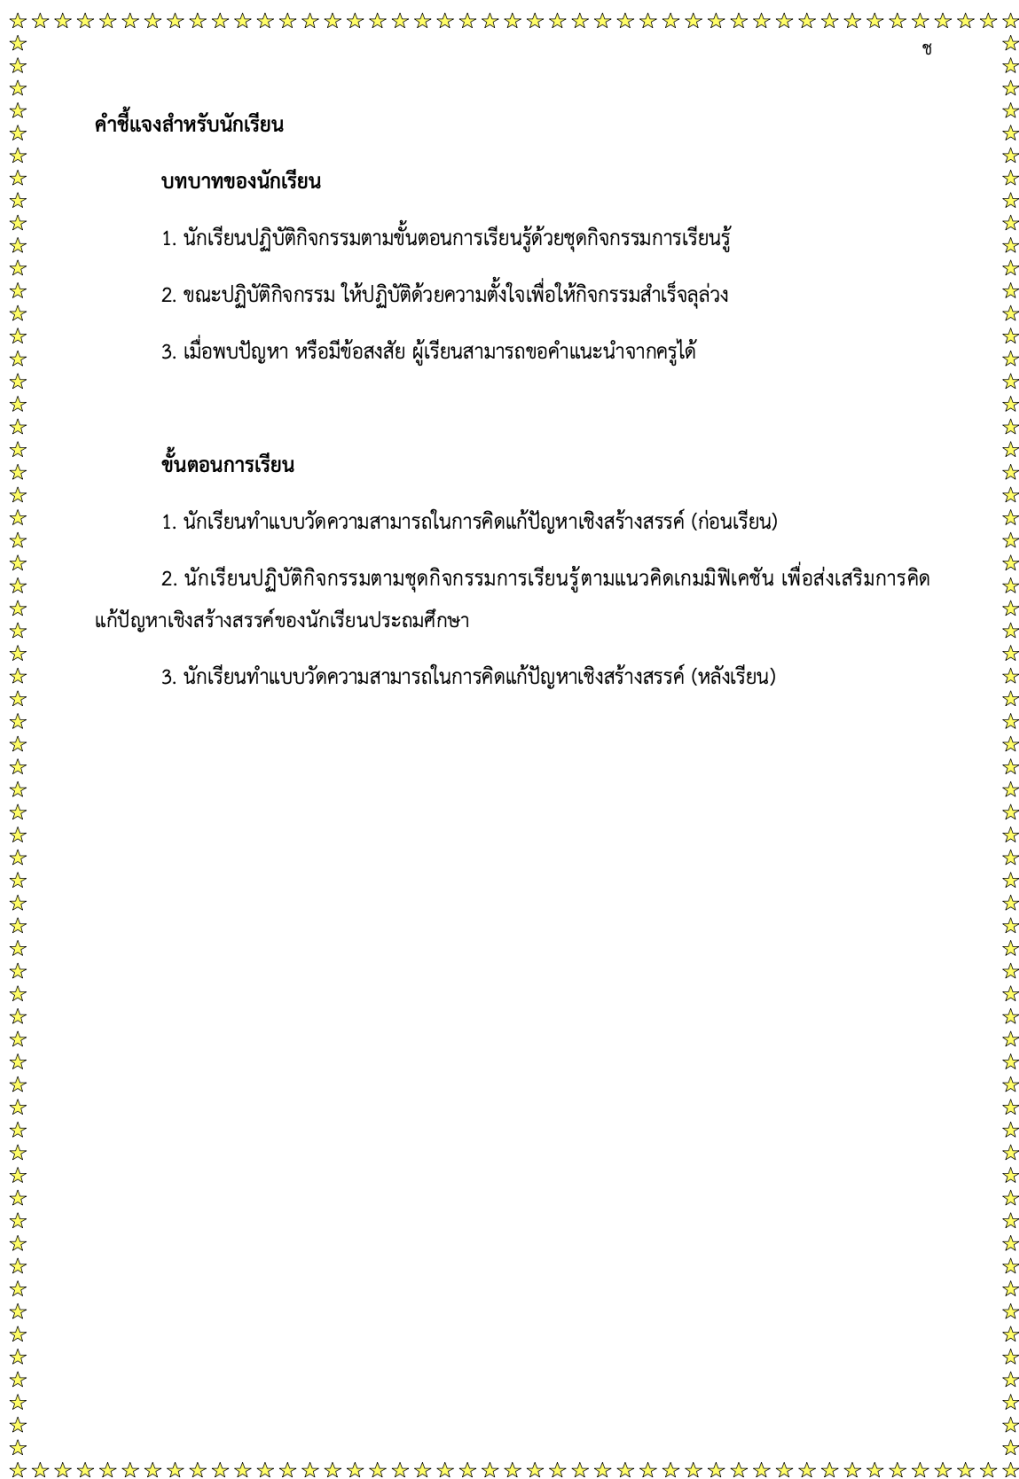 ช
คำชี้แจงสำหรับนักเรียน
บทบาทของนักเรียน
1. นักเรียนปฏิบัติกิจกรรมตามขั้นตอนการเรียนรู้ด้วยชุดกิจกรรมการเรียนรู้
2. ขณะปฏิบัติกิจกรรม ให้ปฏิบัติด้วยความตั้งใจเพื่อให้กิจกรรมสำเร็จลุล่วง
3. เมื่อพบปัญหา หรือมีข้อสงสัย ผู้เรียนสามารถขอคำแนะนำจากครูได้
ขั้นตอนการเรียน
1. นักเรียนทำแบบวัดความสามารถในการคิดแก้ปัญหาเชิงสร้างสรรค์ (ก่อนเรียน)
2. นักเรียนปฏิบัติกิจกรรมตามชุดกิจกรรมการเรียนรู้ตามแนวคิดเกมมิฟิเคชัน เพื่อส่งเสริมการคิด
แก้ปัญหาเชิงสร้างสรรค์ของนักเรียนประถมศึกษา
3. นักเรียนทำแบบวัดความสามารถในการคิดแก้ปัญหาเชิงสร้างสรรค์ (หลังเรียน)